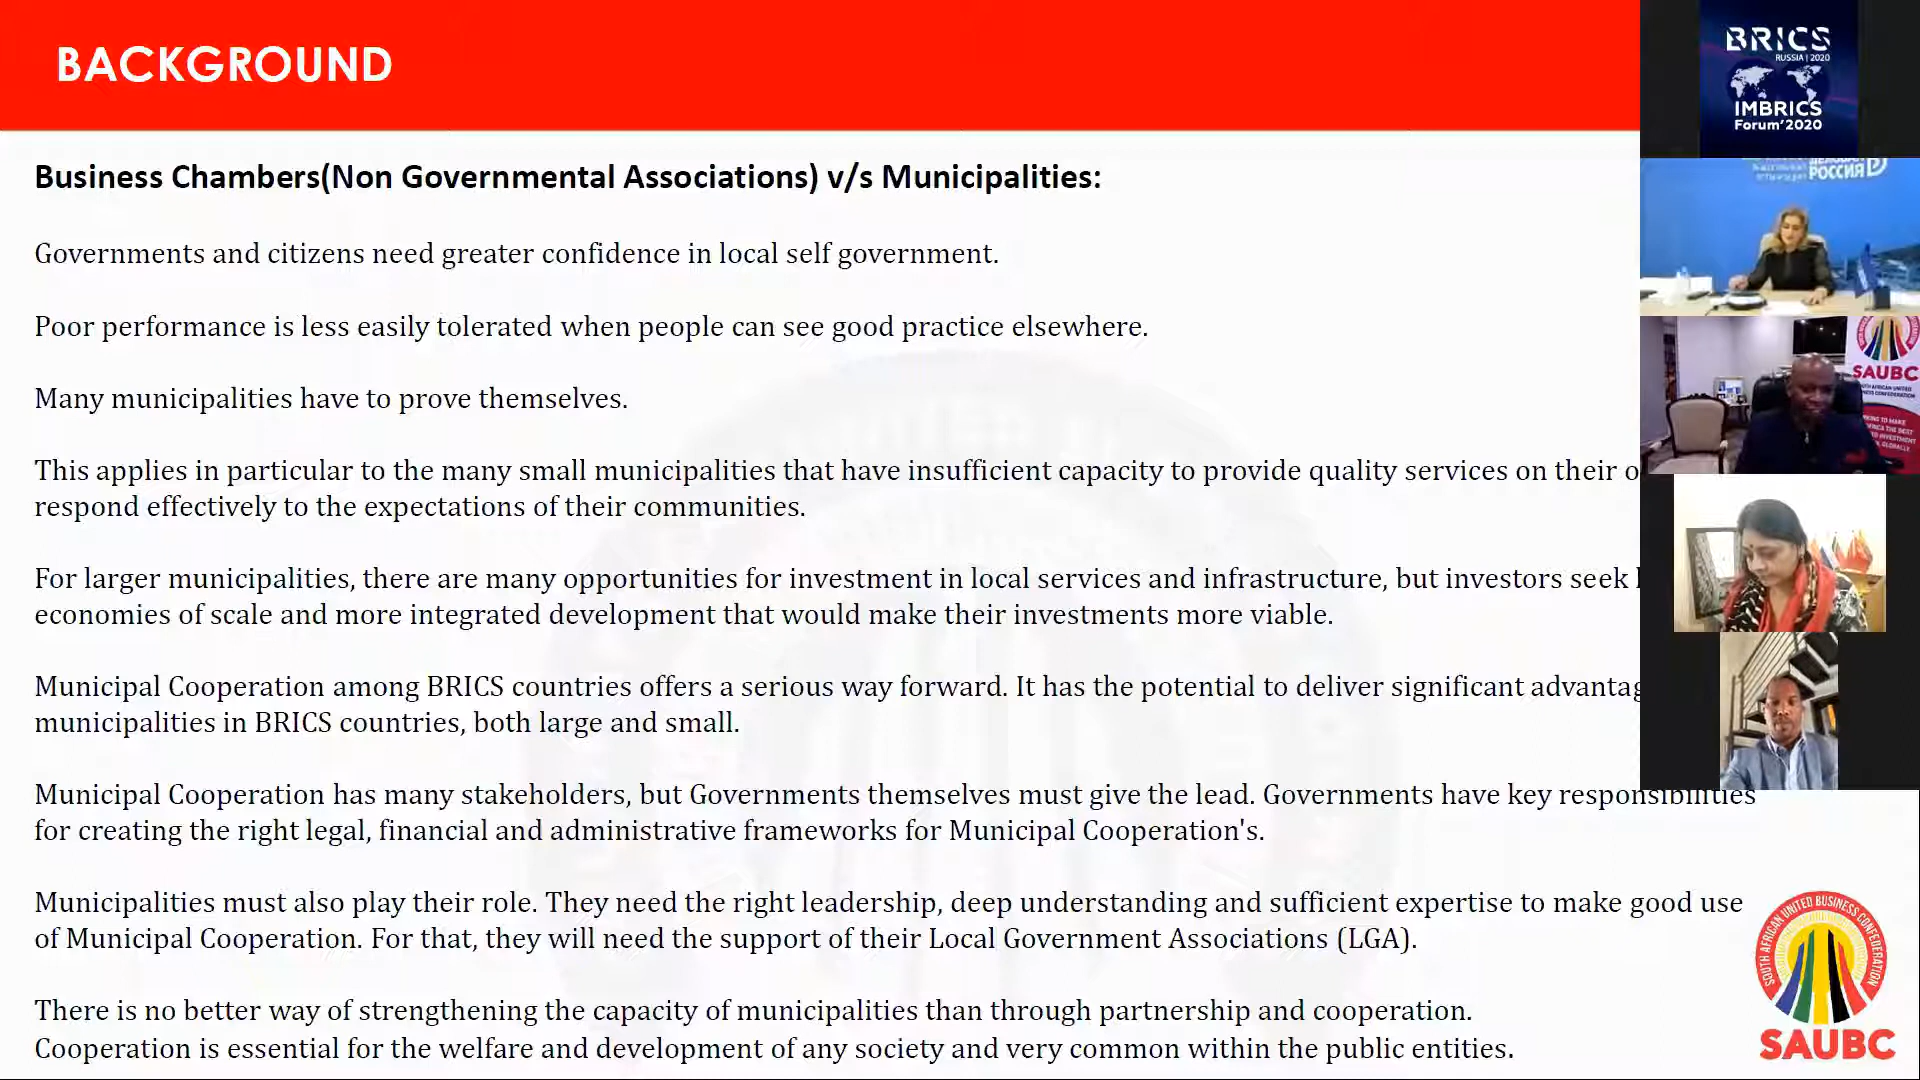 BACKGROUND
Business Chambers(Non Governmental Associations) v/s Municipalities:
Governments and citizens need greater confidence in local self government.
Poor performance is less easily tolerated when people can see good practice elsewhere.
Many municipalities have to prove themselves.
This applies in particular to the many small municipalities that have insufficient capacity to provide quality services on their
respond effectively to the expectations of their communities.
For larger municipalities, there are many opportunities for investment in local services and infrastructure, but investors seek
economies of scale and more integrated development that would make their investments more viable.
Municipal Cooperation among BRICS countries offers a serious way forward. It has the potential to deliver significant
municipalities in BRICS countries, both large and small.
Municipal Cooperation has many stakeholders, but Governments themselves must give the lead. Governments have key responsibilities
for creating the right legal, financial and administrative frameworks for Municipal Cooperation's.
Municipalities must also play their role. They need the right leadership, deep understanding and sufficient expertise to make good use
of Municipal Cooperation. For that, they will need the support of their Local Government Associations (LGA).
There is no better way of strengthening the capacity of municipalities than through partnership and cooperation.
Cooperation is essential for the welfare and development of any society and very common within the public entities.
BRICS
RUSSIA | 2020
IMBRICS
Forum'2020
РОССИЯ
SAUBC
SOUTH AFRICAN UNITED BUSINESS CONFEDERATION
SAUBC